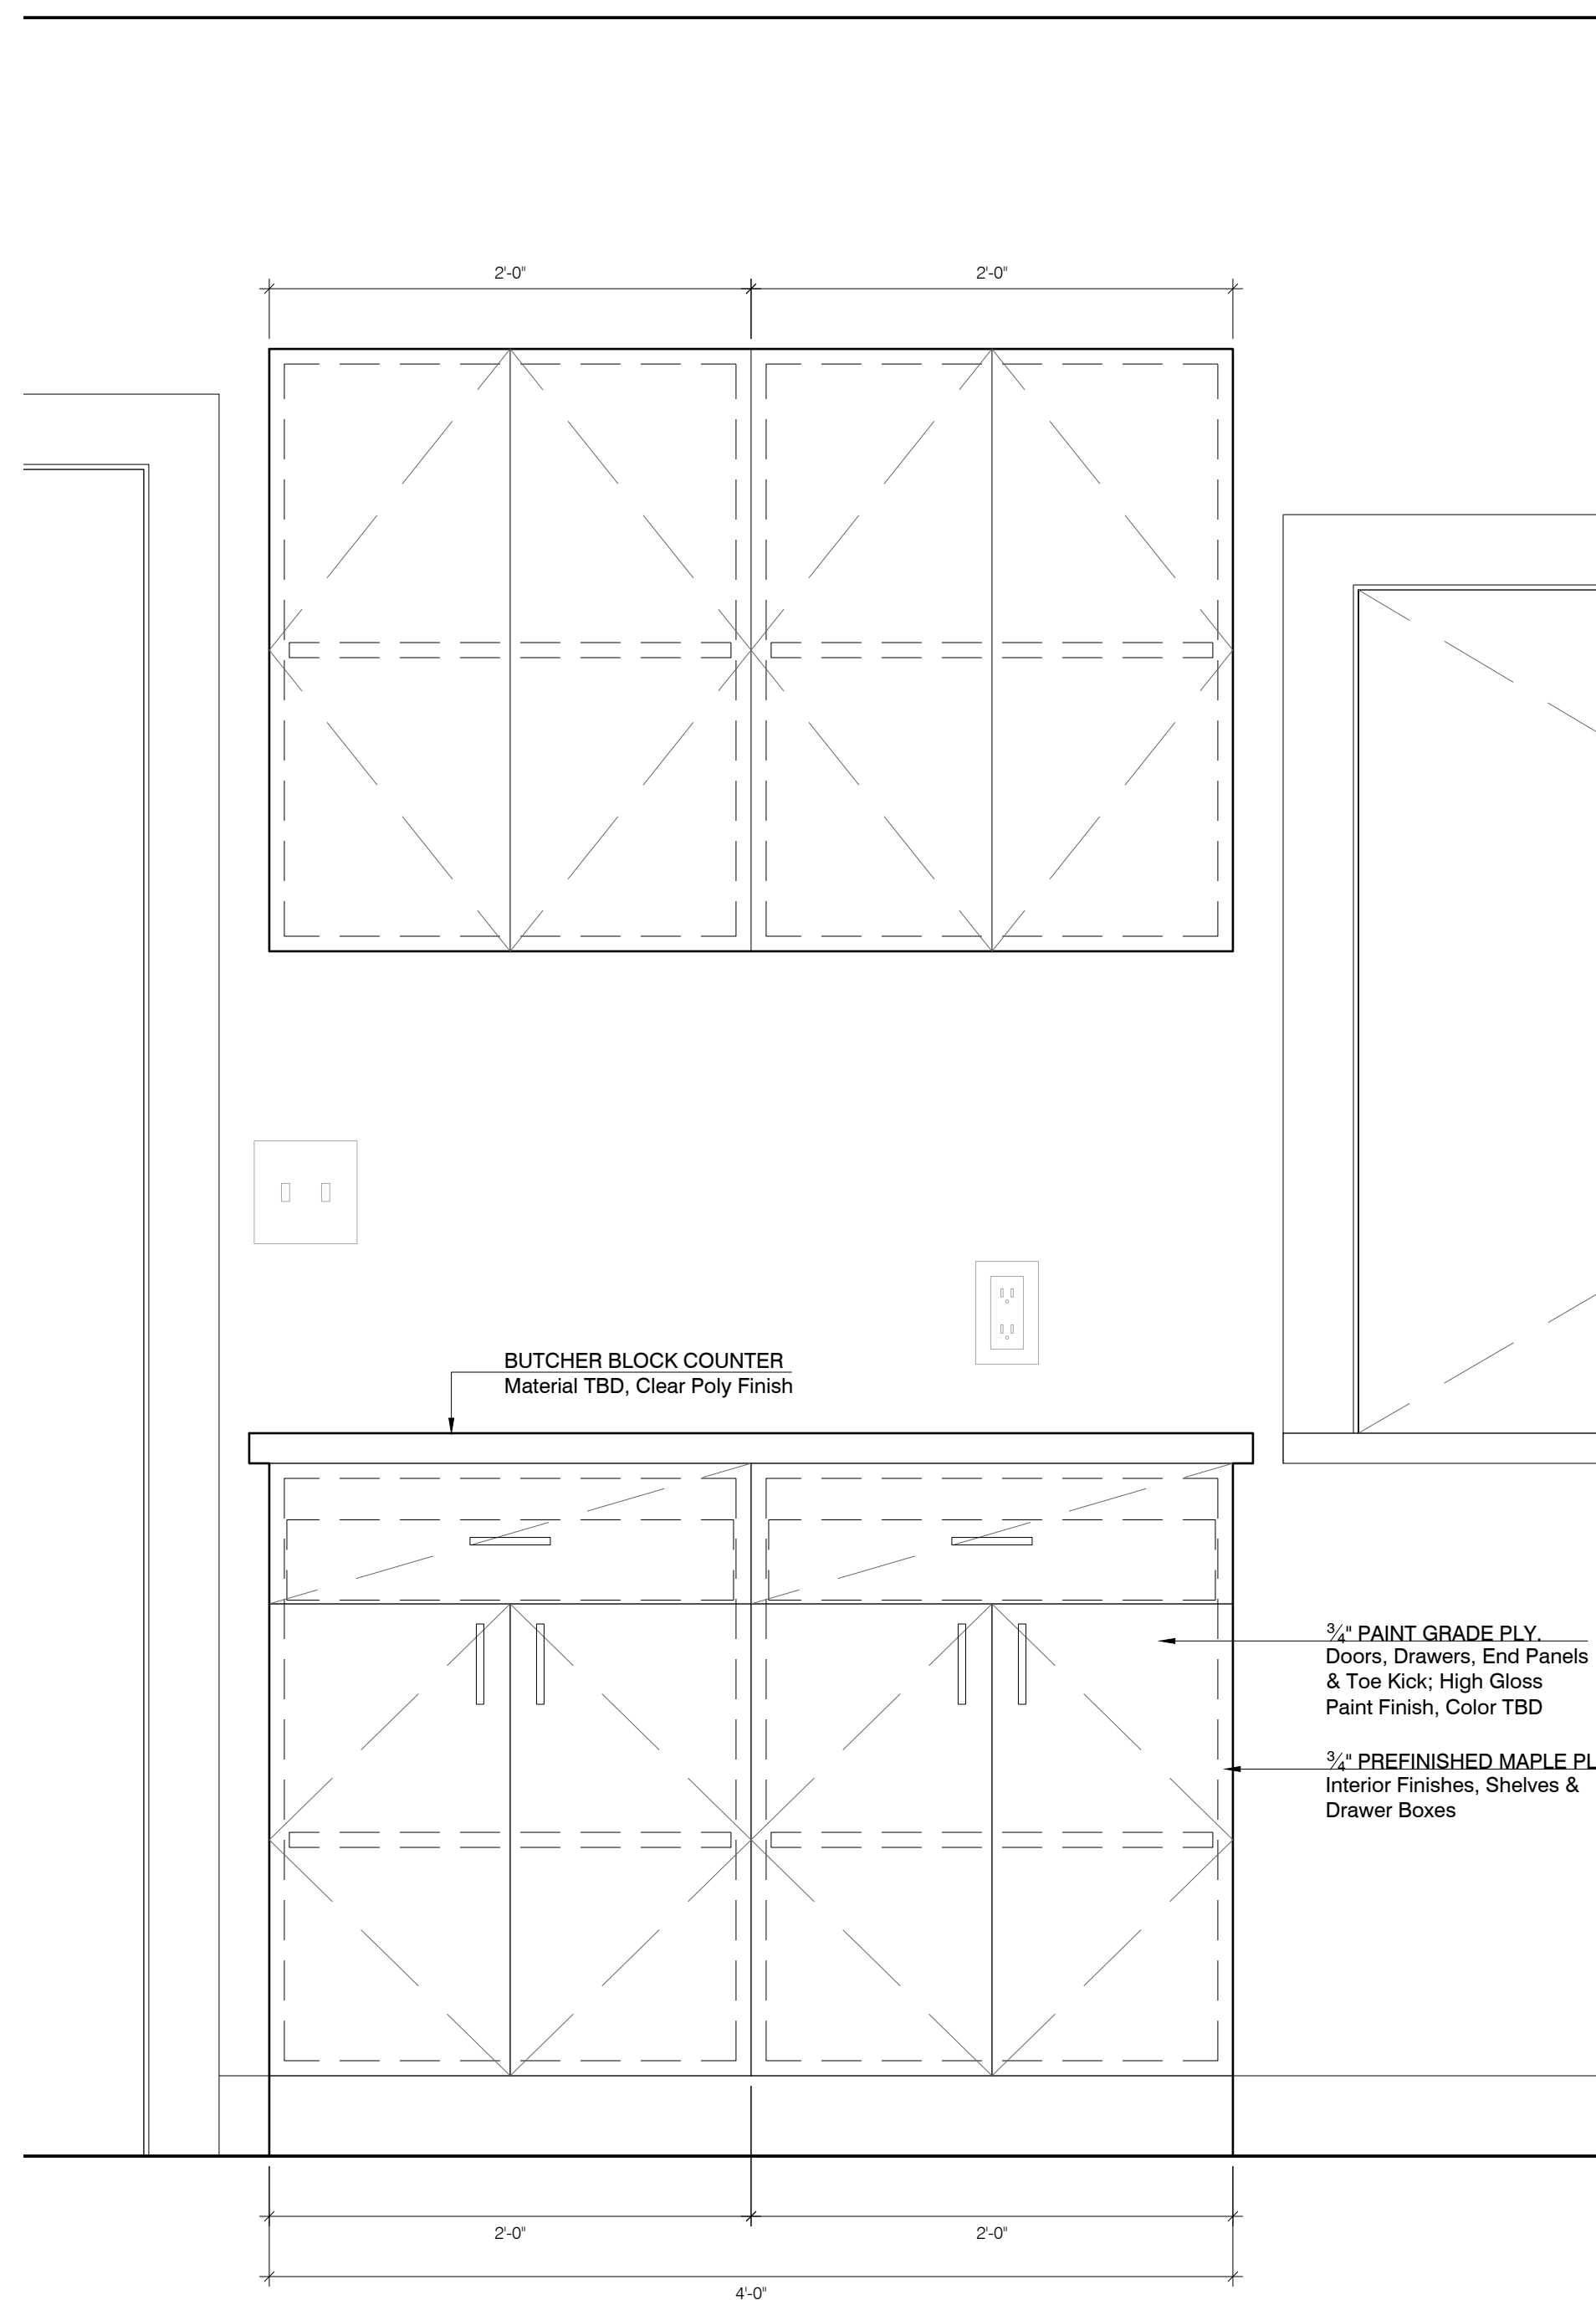 2'-0" 2'-0"
BUTCHER BLOCK COUNTER
Material TBD, Clear Poly Finish
¾" PAINT GRADE PLY.
Doors, Drawers, End Panels
& Toe Kick; High Gloss
Paint Finish, Color TBD
¾" PREFINISHED MAPLE PL
Interior Finishes, Shelves &
Drawer Boxes
2'-0" 2'-0"
4'-0"